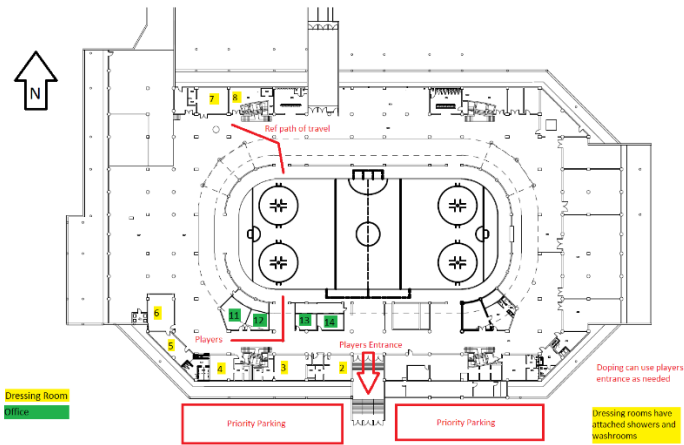 7
8
N
Ref path of travel
6
11
12
13
14
5
Players
Players Entrance
4
3
2
Doping can use players
entrance as needed
Dressing Room
Office
Priority Parking
Priority Parking
Dressing rooms have
attached showers and
washrooms